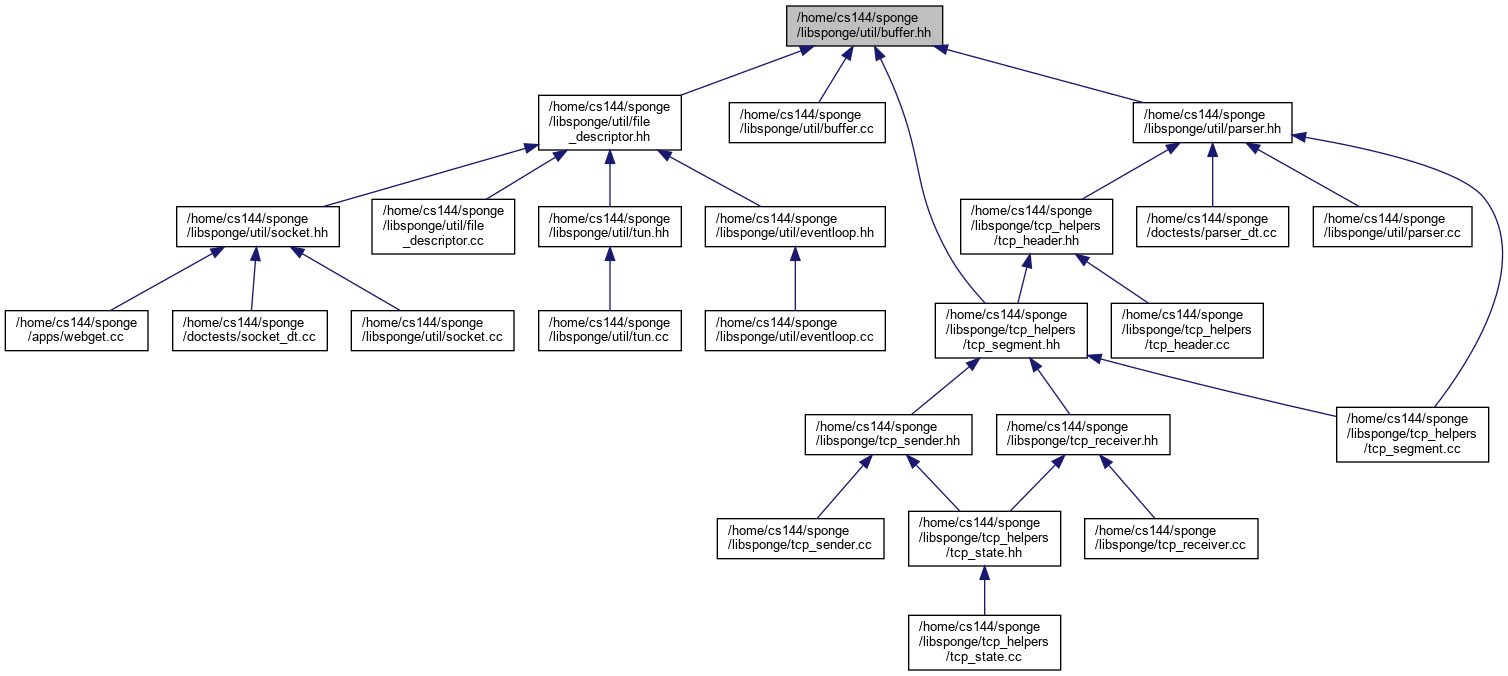 /home/cs144/sponge
/libsponge/util/buffer.hh
/home/cs144/sponge
/libsponge/util/file
_descriptor.hh
/home/cs144/sponge
/libsponge/util/buffer.cc
/home/cs144/sponge
/libsponge/util/parser.hh
/home/cs144/sponge
/libsponge/util/socket.hh
/home/cs144/sponge
/libsponge/util/file
_descriptor.cc
/home/cs144/sponge
/libsponge/util/tun.hh
/home/cs144/sponge
/libsponge/util/eventloop.hh
/home/cs144/sponge
/libsponge/tcp_helpers
/tcp_header.hh
/home/cs144/sponge
/doctests/parser_dt.cc
/home/cs144/sponge
/libsponge/util/parser.cc
/home/cs144/sponge
/apps/webget.cc
/home/cs144/sponge
/doctests/socket_dt.cc
/home/cs144/sponge
/libsponge/util/socket.cc
/home/cs144/sponge
/libsponge/util/tun.cc
/home/cs144/sponge
/libsponge/util/eventloop.cc
/home/cs144/sponge
/libsponge/tcp_helpers
/tcp_segment.hh
/home/cs144/sponge
/libsponge/tcp_helpers
/tcp_header.cc
/home/cs144/sponge
/libsponge/tcp_sender.hh
/home/cs144/sponge
/libsponge/tcp_receiver.hh
/home/cs144/sponge
/libsponge/tcp_helpers
/tcp_segment.cc
/home/cs144/sponge
/libsponge/tcp_sender.cc
/home/cs144/sponge
/libsponge/tcp_helpers
/tcp_state.hh
/home/cs144/sponge
/libsponge/tcp_receiver.cc
/home/cs144/sponge
/libsponge/tcp_helpers
/tcp_state.cc